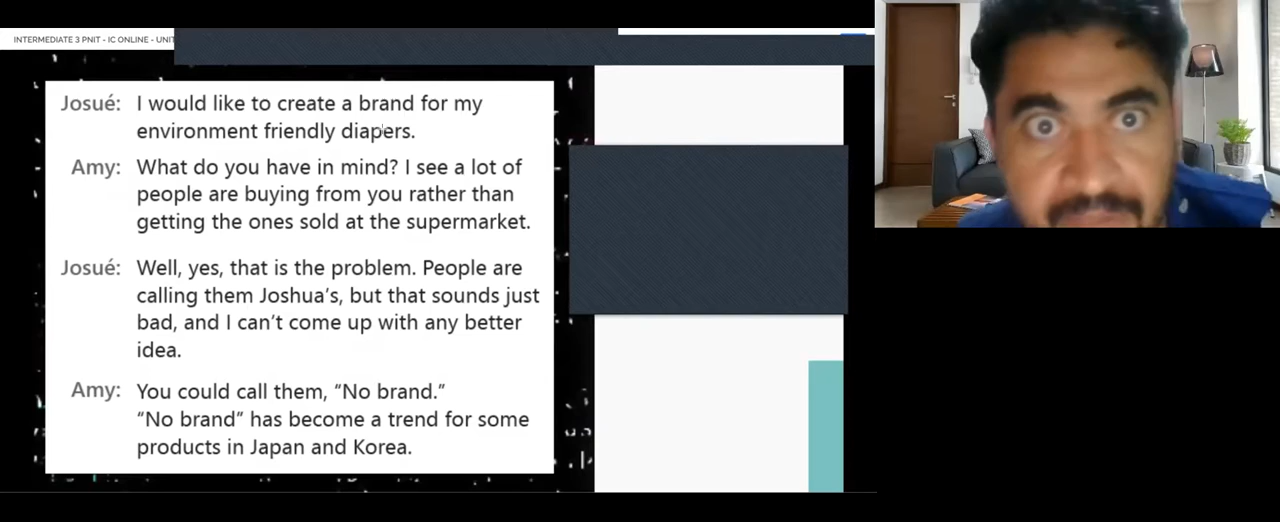 INTERMEDIATE 3 PNIT - IC ONLINE - UNIT
Josué: I would like to create a brand for my
environment friendly diapers.
Amy: What do you have in mind? I see a lot of
people are buying from you rather than
getting the ones sold at the supermarket.
Josué: Well, yes, that is the problem. People are
calling them Joshua’s, but that sounds just
bad, and I can’t come up with any better
idea.
Amy: You could call them, “No brand.”
“No brand” has become a trend for some
products in Japan and Korea.